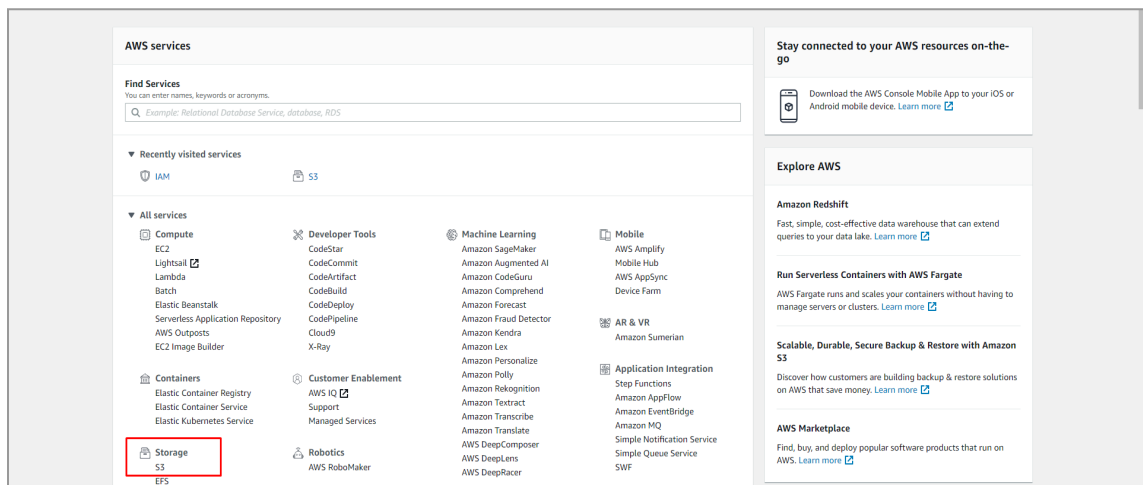 AWS services
Find Services
You can enter names, keywords or acronyms.
Example: Relational Database Service, database, RDS
Recently visited services
IAM
S3
All services
Compute
EC2
Lightsail
Lambda
Batch
Elastic Beanstalk
Serverless Application Repository
AWS Outposts
EC2 Image Builder
Containers
Elastic Container Registry
Elastic Container Service
Elastic Kubernetes Service
Storage
S3
EFS
Developer Tools
CodeStar
CodeCommit
CodeArtifact
CodeBuild
CodeDeploy
CodePipeline
Cloud9
X-Ray
Customer Enablement
AWS IQ
Support
Managed Services
Robotics
AWS RoboMaker
Machine Learning
Amazon SageMaker
Amazon Augmented AI
Amazon CodeGuru
Amazon Comprehend
Amazon Forecast
Amazon Fraud Detector
Amazon Kendra
Amazon Lex
Amazon Personalize
Amazon Polly
Amazon Rekognition
Amazon Textract
Amazon Transcribe
Amazon Translate
AWS DeepComposer
AWS DeepLens
AWS DeepRacer
Mobile
AWS Amplify
Mobile Hub
AWS AppSync
Device Farm
AR & VR
Amazon Sumerian
Application Integration
Step Functions
Amazon AppFlow
Amazon EventBridge
Amazon MQ
Simple Notification Service
Simple Queue Service
SWF
Stay connected to your AWS resources on-the-
go
Download the AWS Console Mobile App to your iOS or
Android mobile device. Learn more
Explore AWS
Amazon Redshift
Fast, simple, cost-effective data warehouse that can extend
queries to your data lake. Learn more
Run Serverless Containers with AWS Fargate
AWS Fargate runs and scales your containers without having to
manage servers or clusters. Learn more
Scalable, Durable, Secure Backup & Restore with Amazon
S3
Discover how customers are building backup & restore solutions
on AWS that save money. Learn more
AWS Marketplace
Find, buy, and deploy popular software products that run on
AWS. Learn more